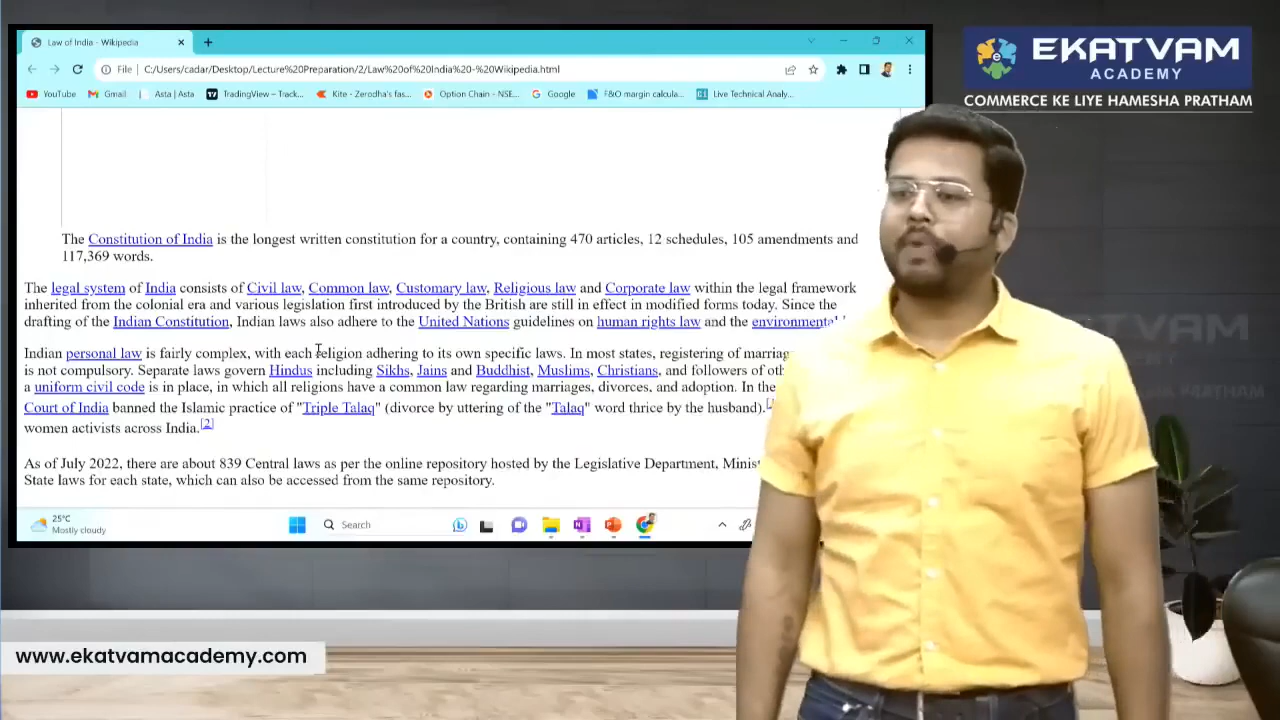 Law of India - Wikipedia
File C:/Users/cadar/Desktop/Lecture%20Preparation/2/Law%20of%20India%20-%20Wikipedia.html
YouTube Gmail Asta | Asta TradingView – Track... Kite - Zerodha's fas... Option Chain - NSE... Google F&O margin calcula... Live Technical Analy...
EKATVAM
ACADEMY
COMMERCE KE LIYE HAMESHA PRATHAM
The Constitution of India is the longest written constitution for a country, containing 470 articles, 12 schedules, 105 amendments and
117,369 words.
The legal system of India consists of Civil law, Common law, Customary law, Religious law and Corporate law within the legal framework
inherited from the colonial era and various legislation first introduced by the British are still in effect in modified forms today. Since the
drafting of the Indian Constitution, Indian laws also adhere to the United Nations guidelines on human rights law and the environmental
Indian personal law is fairly complex, with each religion adhering to its own specific laws. In most states, registering of
is not compulsory. Separate laws govern Hindus including Sikhs, Jains and Buddhist, Muslims, Christians, and followers of
a uniform civil code is in place, in which all religions have a common law regarding marriages, divorces, and adoption. In the
Court of India banned the Islamic practice of "Triple Talaq" (divorce by uttering of the "Talaq" word thrice by the husband).
women activists across India.[2]
As of July 2022, there are about 839 Central laws as per the online repository hosted by the Legislative Department,
State laws for each state, which can also be accessed from the same repository.
25°C
Mostly cloudy
Search
www.ekatvamacademy.com